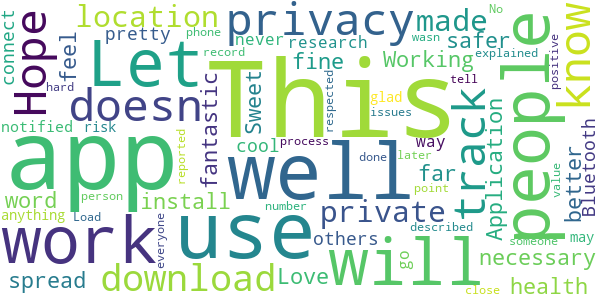 This
app
use
well
will
people
work
Let
privacy
Hope
know
track
doesn
location
download
private
made
install
health
necessary
Application
Working
Bluetooth
better
safer
fantastic
feel
fine
Sweet
cool
far
way
word
spread
others
Love
go
may
notified
risk
connect
pretty
never
research
phone
record
wasn
No
explained
positive
hard
respected
glad
tell
issues
process
done
later
point
reported
person
anything
Load
everyone
number
described
someone
value
close